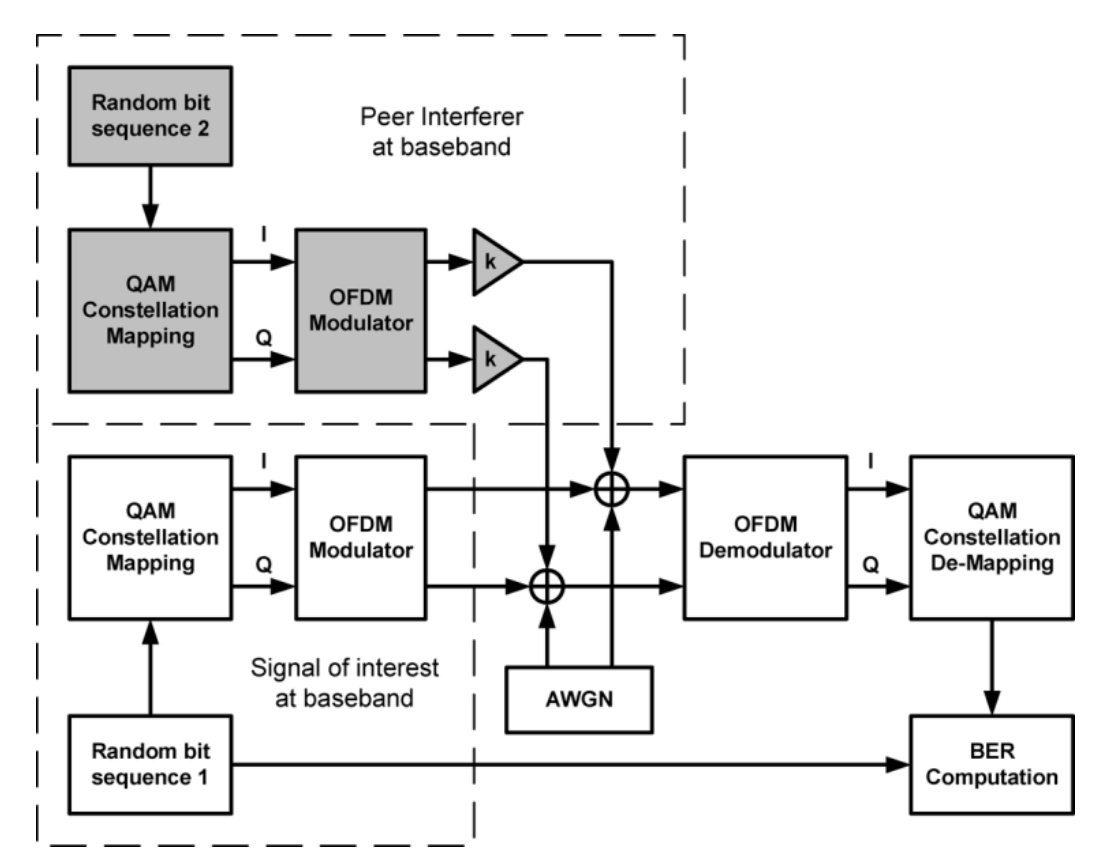 Random bit
sequence 2
Peer Interferer
at baseband
QAM
Constellation
Mapping
I
Q
OFDM
Modulator
k
k
QAM
Constellation
Mapping
I
Q
OFDM
Modulator
OFDM
Demodulator
I
Q
QAM
Constellation
De-Mapping
Signal of interest
at baseband
AWGN
Random bit
sequence 1
BER
Computation